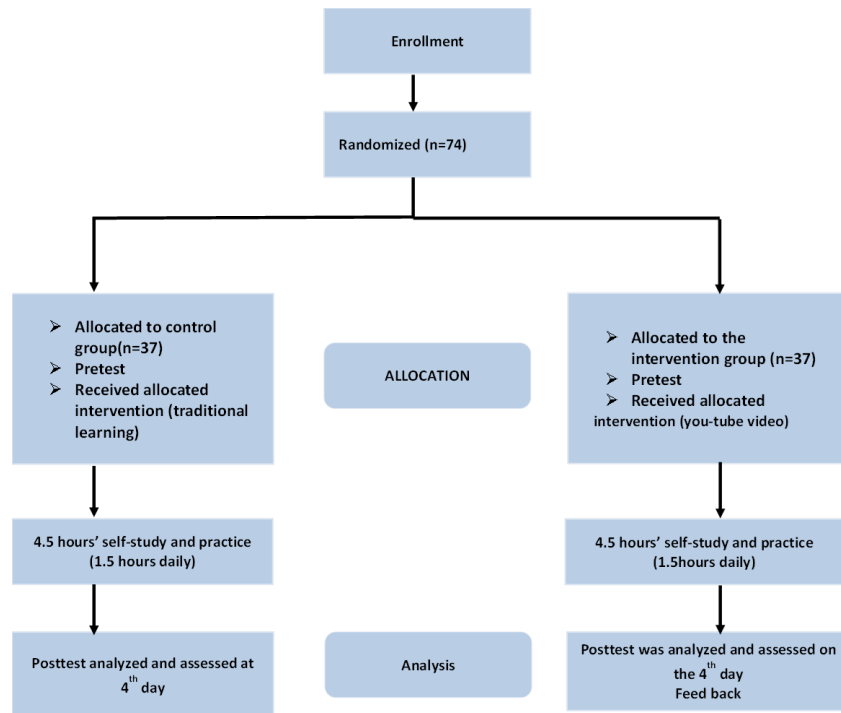 Enrollment
Randomized (n=74)
➢ Allocated to control
group(n=37)
➢ Pretest
➢ Received allocated
intervention (traditional
learning)
ALLOCATION
➢ Allocated to the
intervention group (n=37)
➢ Pretest
➢ Received allocated
intervention (you-tube video)
4.5 hours’ self-study and practice
(1.5 hours daily)
4.5 hours’ self-study and practice
(1.5hours daily)
Posttest analyzed and assessed at
4th day
Analysis
Posttest was analyzed and assessed on
the 4th day
Feed back